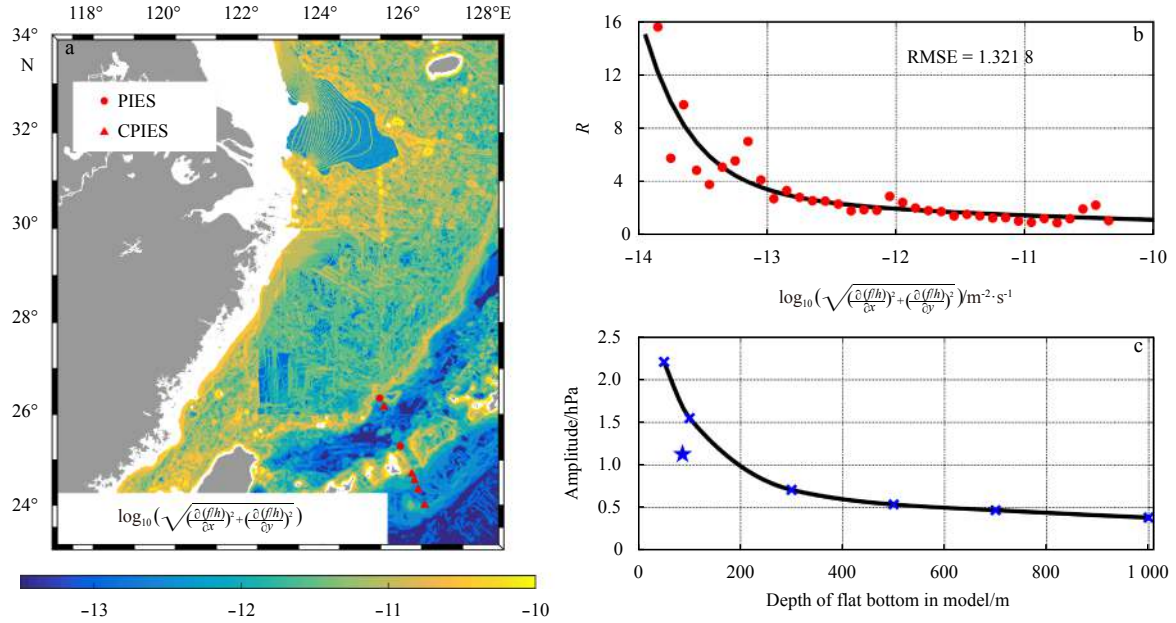 118° 120° 122° 124° 126° 128°E
34°
N
32°
30°
28°
26°
24°
a
PIES
CPIES
log₁₀(√((∂(f/h)/∂x)²+(∂(f/h)/∂y)²))
−13 −12 −11 −10
16
12
8
4
0
R
b
RMSE = 1.321 8
−14 −13 −12 −11 −10
log₁₀(√((∂(f/h)/∂x)²+(∂(f/h)/∂y)²)/m⁻²·s⁻¹
2.5
2.0
1.5
1.0
0.5
0
Amplitude/hPa
c
0 200 400 600 800 1 000
Depth of flat bottom in model/m